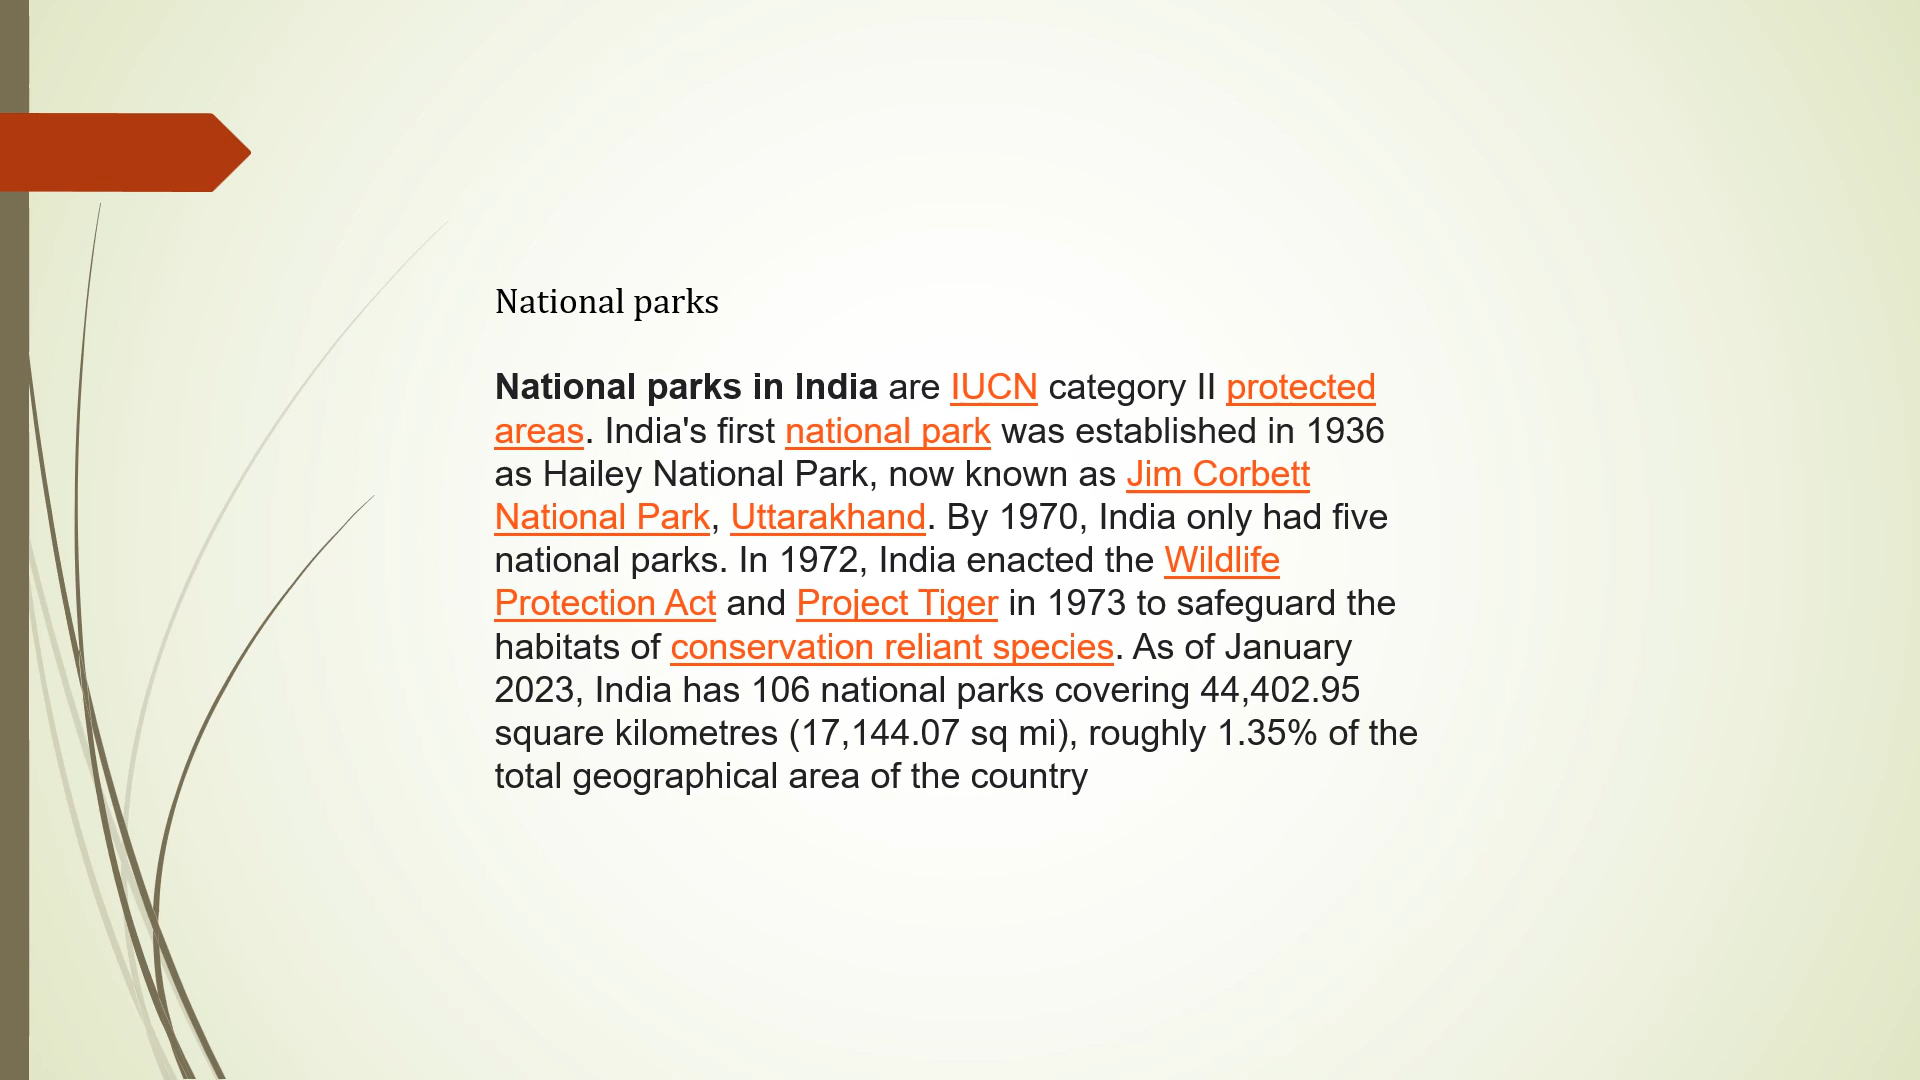 National parks
National parks in India are IUCN category II protected
areas. India's first national park was established in 1936
as Hailey National Park, now known as Jim Corbett
National Park, Uttarakhand. By 1970, India only had five
national parks. In 1972, India enacted the Wildlife
Protection Act and Project Tiger in 1973 to safeguard the
habitats of conservation reliant species. As of January
2023, India has 106 national parks covering 44,402.95
square kilometres (17,144.07 sq mi), roughly 1.35% of the
total geographical area of the country